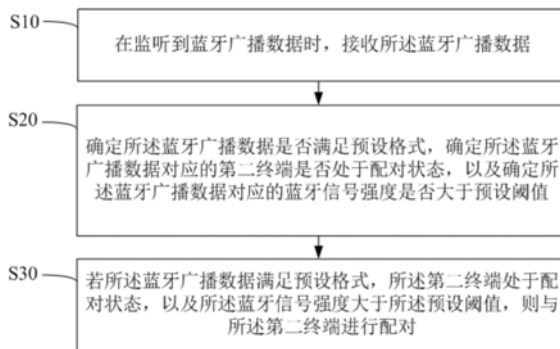 S10
在监听到蓝牙广播数据时，接收所述蓝牙广播数据
S20
确定所述蓝牙广播数据是否满足预设格式，确定所述蓝牙
广播数据对应的第二终端是否处于配对状态，以及确定所
述蓝牙广播数据对应的蓝牙信号强度是否大于预设阈值
S30
若所述蓝牙广播数据满足预设格式，所述第二终端处于配
对状态，以及所述蓝牙信号强度大于所述预设阈值，则与
所述第二终端进行配对